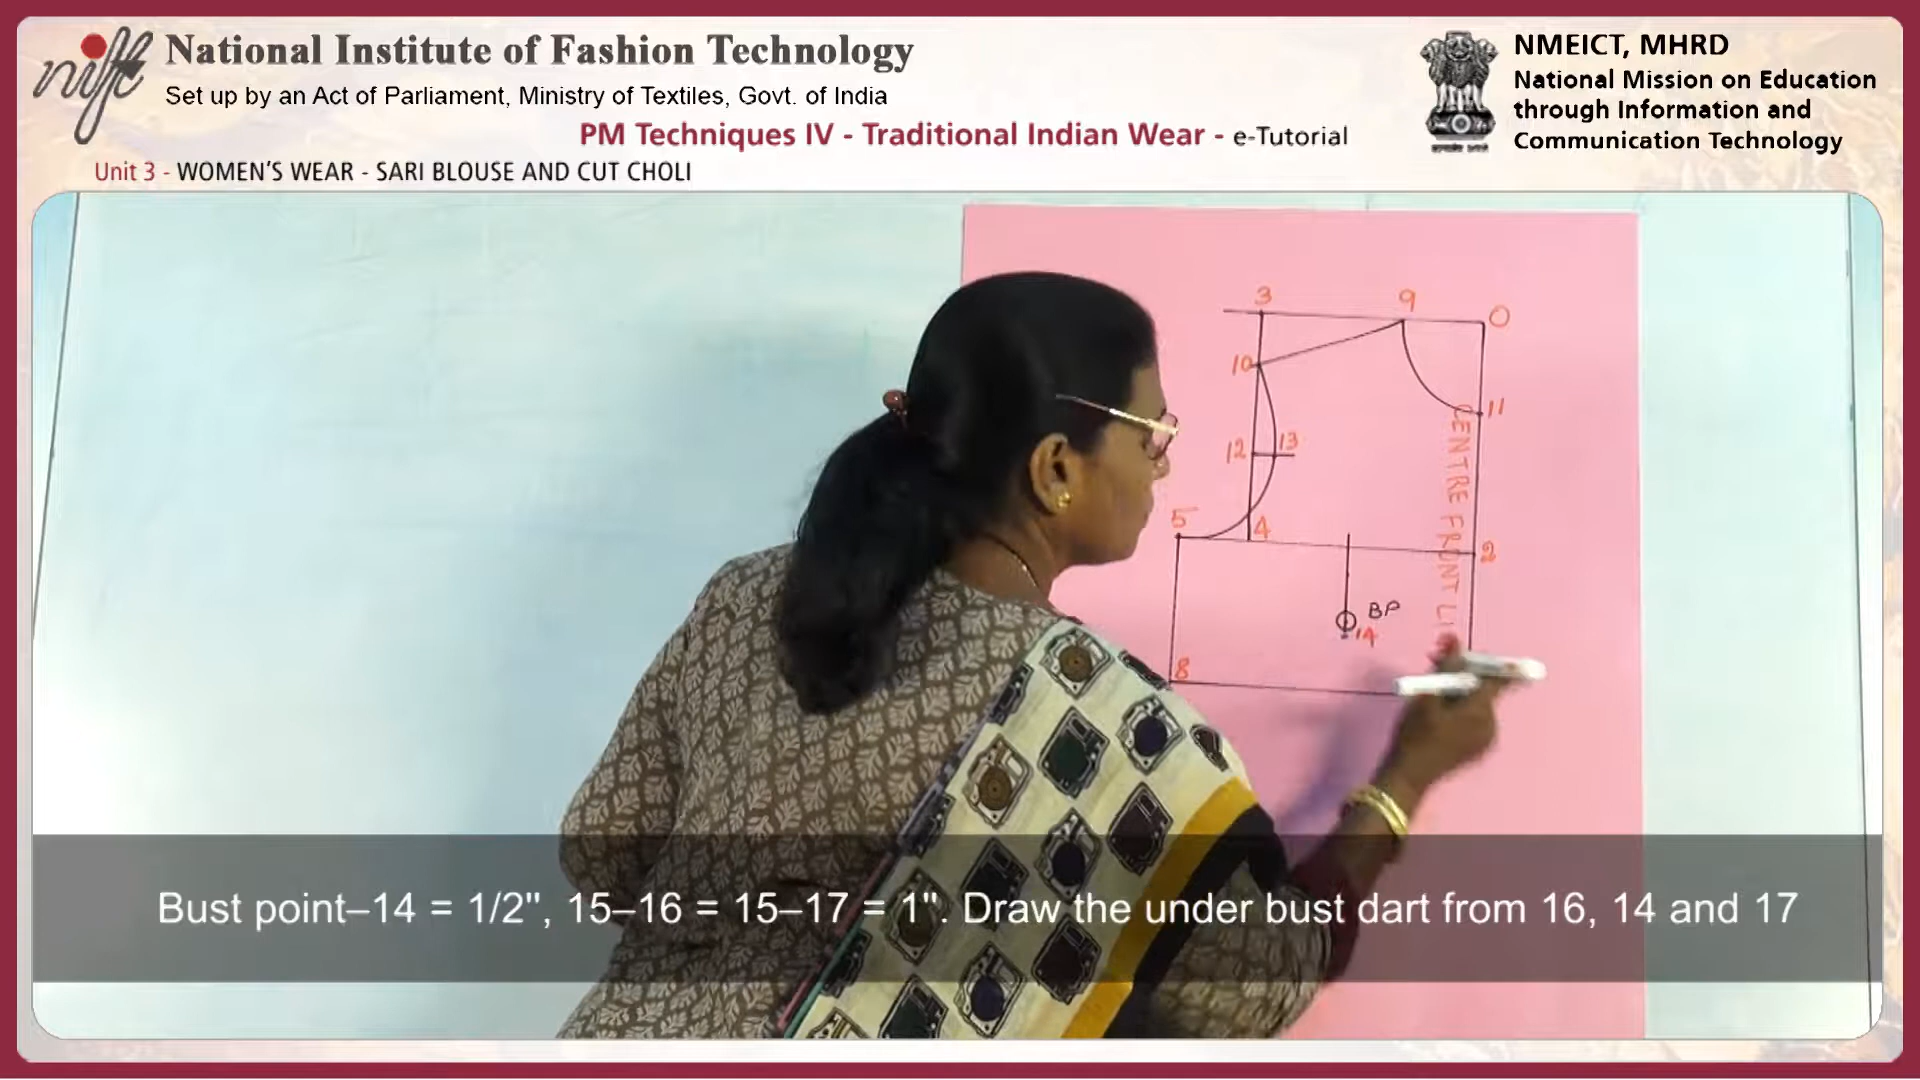 nift
National Institute of Fashion Technology
Set up by an Act of Parliament, Ministry of Textiles, Govt. of India
PM Techniques IV - Traditional Indian Wear - e-Tutorial
Unit 3 - WOMEN'S WEAR - SARI BLOUSE AND CUT CHOLI
NMEICT, MHRD
National Mission on Education
through Information and
Communication Technology
3 9 0
10
11
12 13
5 4 2
CENTRE FRONT LI
BP
14
8
Bust point–14 = 1/2", 15–16 = 15–17 = 1". Draw the under bust dart from 16, 14 and 17